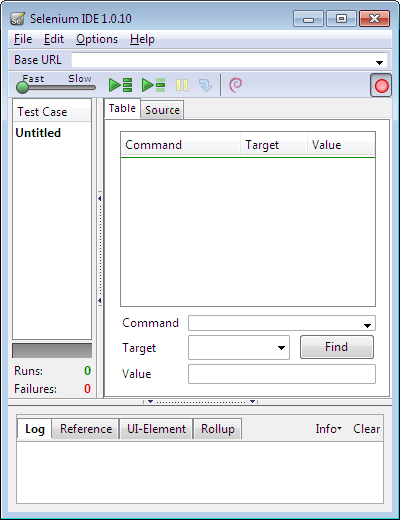 Selenium IDE 1.0.10
File Edit Options Help
Base URL
Fast Slow
Test Case
Untitled
Table Source
Command Target Value
Command
Target Find
Value
Runs: 0
Failures: 0
Log Reference UI-Element Rollup Info Clear